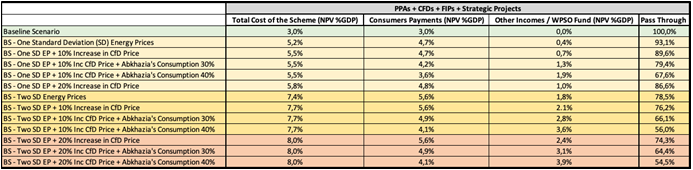 PPAs + CFDs + FIPs + Strategic Projects
Total Cost of the Scheme (NPV %GDP) Consumers Payments (NPV %GDP) Other Incomes / WPSO Fund (NPV %GDP) Pass Through
Baseline Scenario 3,0% 3,0% 0,0% 100,0%
BS - One Standard Deviation (SD) Energy Prices 5,2% 4,7% 0,4% 93,1%
BS - One SD EP + 10% Increase in CfD Price 5,5% 4,7% 0,7% 89,6%
BS - One SD EP + 10% Inc CfD Price + Abkhazia's Consumption 30% 5,5% 4,2% 1,3% 79,4%
BS - One SD EP + 10% Inc CfD Price + Abkhazia's Consumption 40% 5,5% 3,6% 1,9% 67,6%
BS - One SD EP + 20% Increase in CfD Price 5,8% 4,8% 1,0% 86,6%
BS - Two SD Energy Prices 7,4% 5,6% 1,8% 78,5%
BS - Two SD EP + 10% Increase in CfD Price 7,7% 5,6% 2.1% 76,2%
BS - Two SD EP + 10% Inc CfD Price + Abkhazia's Consumption 30% 7,7% 4,9% 2,8% 66,1%
BS - Two SD EP + 10% Inc CfD Price + Abkhazia's Consumption 40% 7,7% 4,1% 3,6% 56,0%
BS - Two SD EP + 20% Increase in CfD Price 8,0% 5,6% 2,4% 74,3%
BS - Two SD EP + 20% Inc CfD Price + Abkhazia's Consumption 30% 8,0% 4,9% 3,1% 64,4%
BS - Two SD EP + 20% Inc CfD Price + Abkhazia's Consumption 40% 8,0% 4,1% 3,9% 54,5%